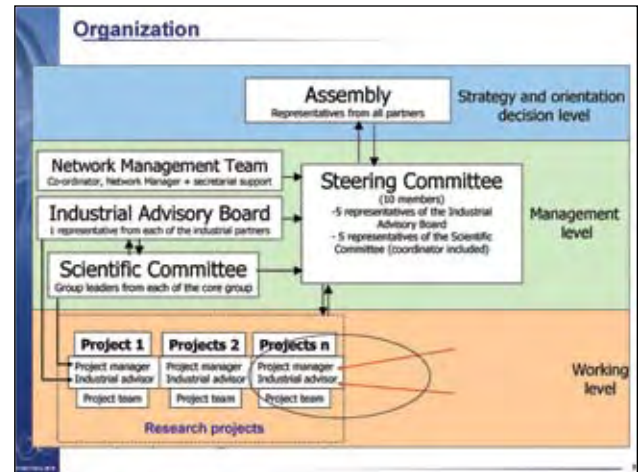 Organization
Assembly
Representatives from all partners
Strategy and orientation
decision level
Network Management Team
Co-ordinator, Network Manager + secretarial support
Industrial Advisory Board
1 representative from each of the industrial partners
Scientific Committee
Group leaders from each of the core group
Steering Committee
(10 members)
-5 representatives of the Industrial
Advisory Board
- 5 representatives of the Scientific
Committee (coordinator included)
Management
level
Project 1
Projects 2
Projects n
Project manager
Project manager
Project manager
Industrial advisor
Industrial advisor
Industrial advisor
Project team
Project team
Project team
Research projects
Working
level